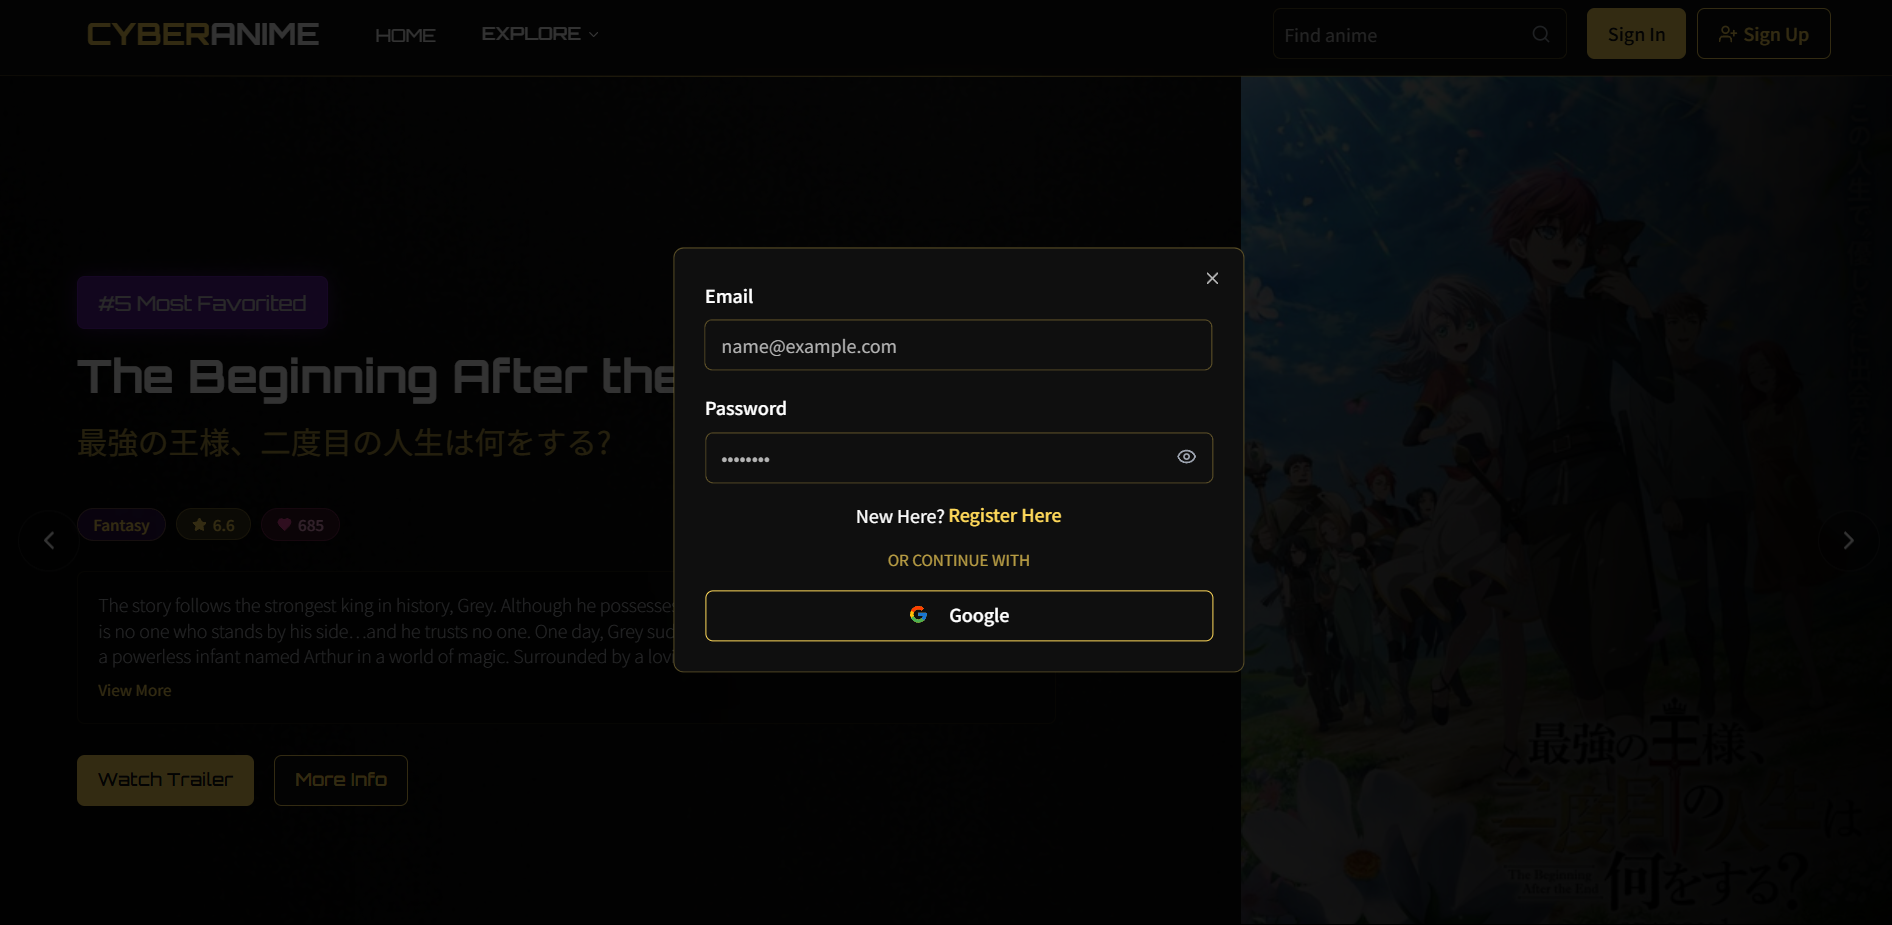 CYBERANIME
HOME
EXPLORE
Find anime
Sign In
Sign Up
#5 Most Favorited
The Beginning After the
最強の王様、二度目の人生は何をする?
Fantasy
6.6
685
The story follows the strongest king in history, Grey. Although he possesses
is no one who stands by his side…and he trusts no one. One day, Grey
a powerless infant named Arthur in a world of magic. Surrounded by a
View More
Watch Trailer
More Info
Email
name@example.com
Password
••••••••
New Here? Register Here
OR CONTINUE WITH
Google
最強の王様、
二度目の人生は
何をする?
The Beginning
After the End